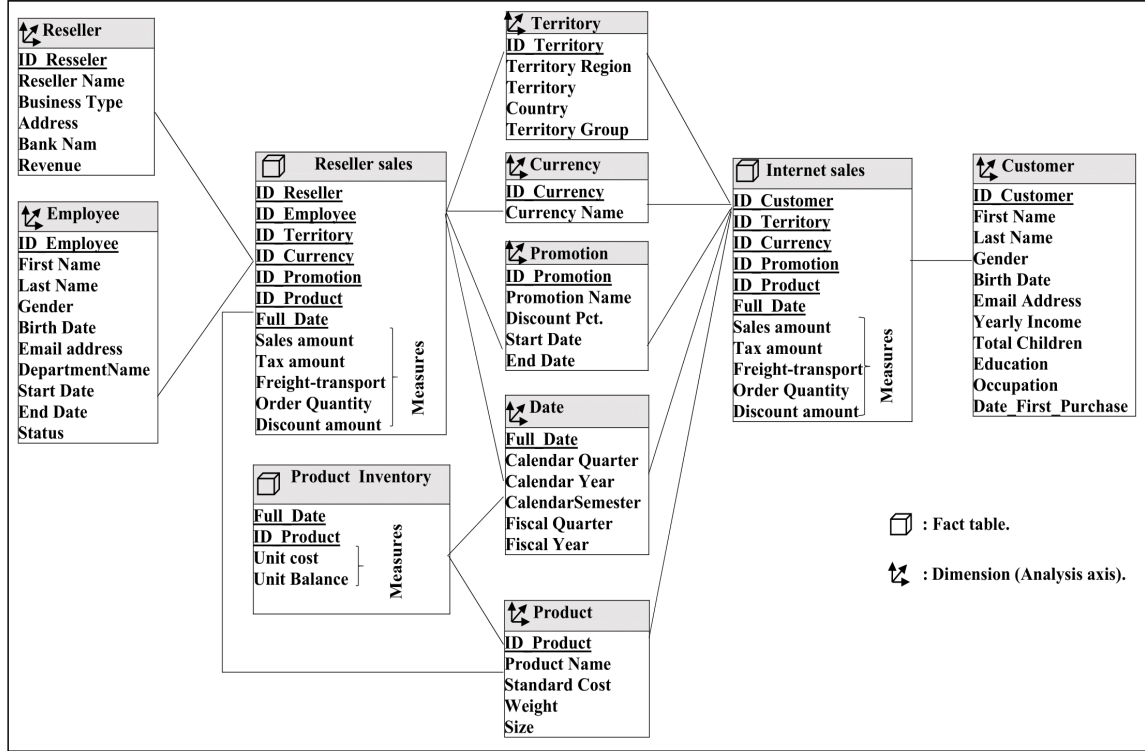 Reseller
ID_Resseler
Reseller Name
Business Type
Address
Bank Nam
Revenue
Employee
ID_Employee
First Name
Last Name
Gender
Birth Date
Email address
DepartmentName
Start Date
End Date
Status
Reseller sales
ID_Reseller
ID_Employee
ID_Territory
ID_Currency
ID_Promotion
ID_Product
Full_Date
Sales amount
Tax amount
Freight-transport
Order Quantity
Discount amount
Measures
Product Inventory
Full_Date
ID_Product
Unit cost
Unit Balance
Measures
Territory
ID_Territory
Territory Region
Territory
Country
Territory Group
Currency
ID_Currency
Currency Name
Promotion
ID_Promotion
Promotion Name
Discount Pct.
Start Date
End Date
Date
Full_Date
Calendar Quarter
Calendar Year
CalendarSemester
Fiscal Quarter
Fiscal Year
Product
ID_Product
Product Name
Standard Cost
Weight
Size
Internet sales
ID_Customer
ID_Territory
ID_Currency
ID_Promotion
ID_Product
Full_Date
Sales amount
Tax amount
Freight-transport
Order Quantity
Discount amount
Measures
Customer
ID_Customer
First Name
Last Name
Gender
Birth Date
Email Address
Yearly Income
Total Children
Education
Occupation
Date_First_Purchase
: Fact table.
: Dimension (Analysis axis).